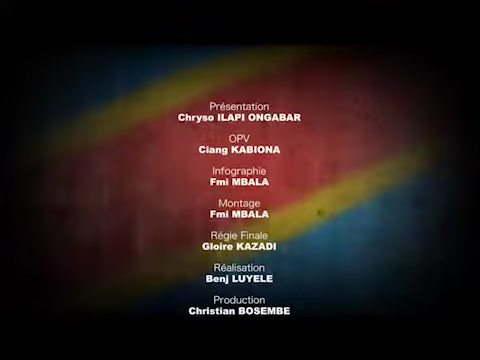 Présentation
Chryso ILAPI ONGABAR
OPV
Ciang KABIONA
Infographie
Fmi MBALA
Montage
Fmi MBALA
Régie Finale
Gloire KAZADI
Réalisation
Benj LUYELE
Production
Christian BOSEMBE